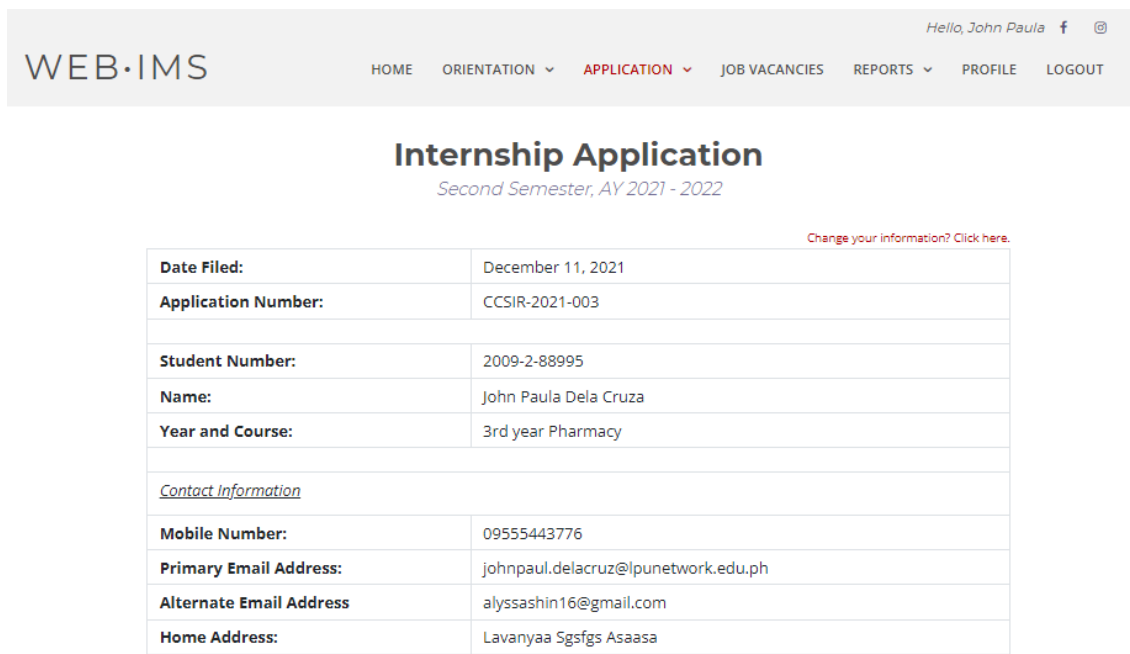 Hello, John Paula
WEB·IMS
HOME ORIENTATION APPLICATION JOB VACANCIES REPORTS PROFILE LOGOUT
Internship Application
Second Semester, AY 2021 - 2022
Change your information? Click here.
Date Filed: December 11, 2021
Application Number: CCSIR-2021-003
Student Number: 2009-2-88995
Name: John Paula Dela Cruza
Year and Course: 3rd year Pharmacy
Contact Information
Mobile Number: 09555443776
Primary Email Address: johnpaul.delacruz@lpunetwork.edu.ph
Alternate Email Address alyssashin16@gmail.com
Home Address: Lavanyaa Sgsfgs Asaasa